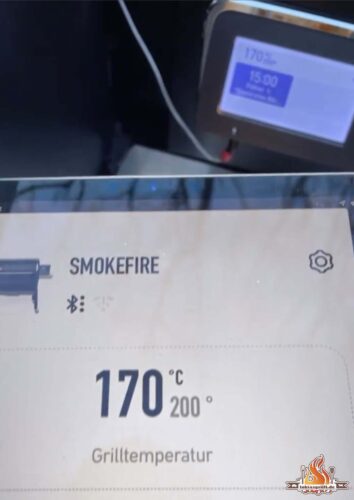 170
15:00
SMOKEFIRE
170 °C
200 °
Grilltemperatur